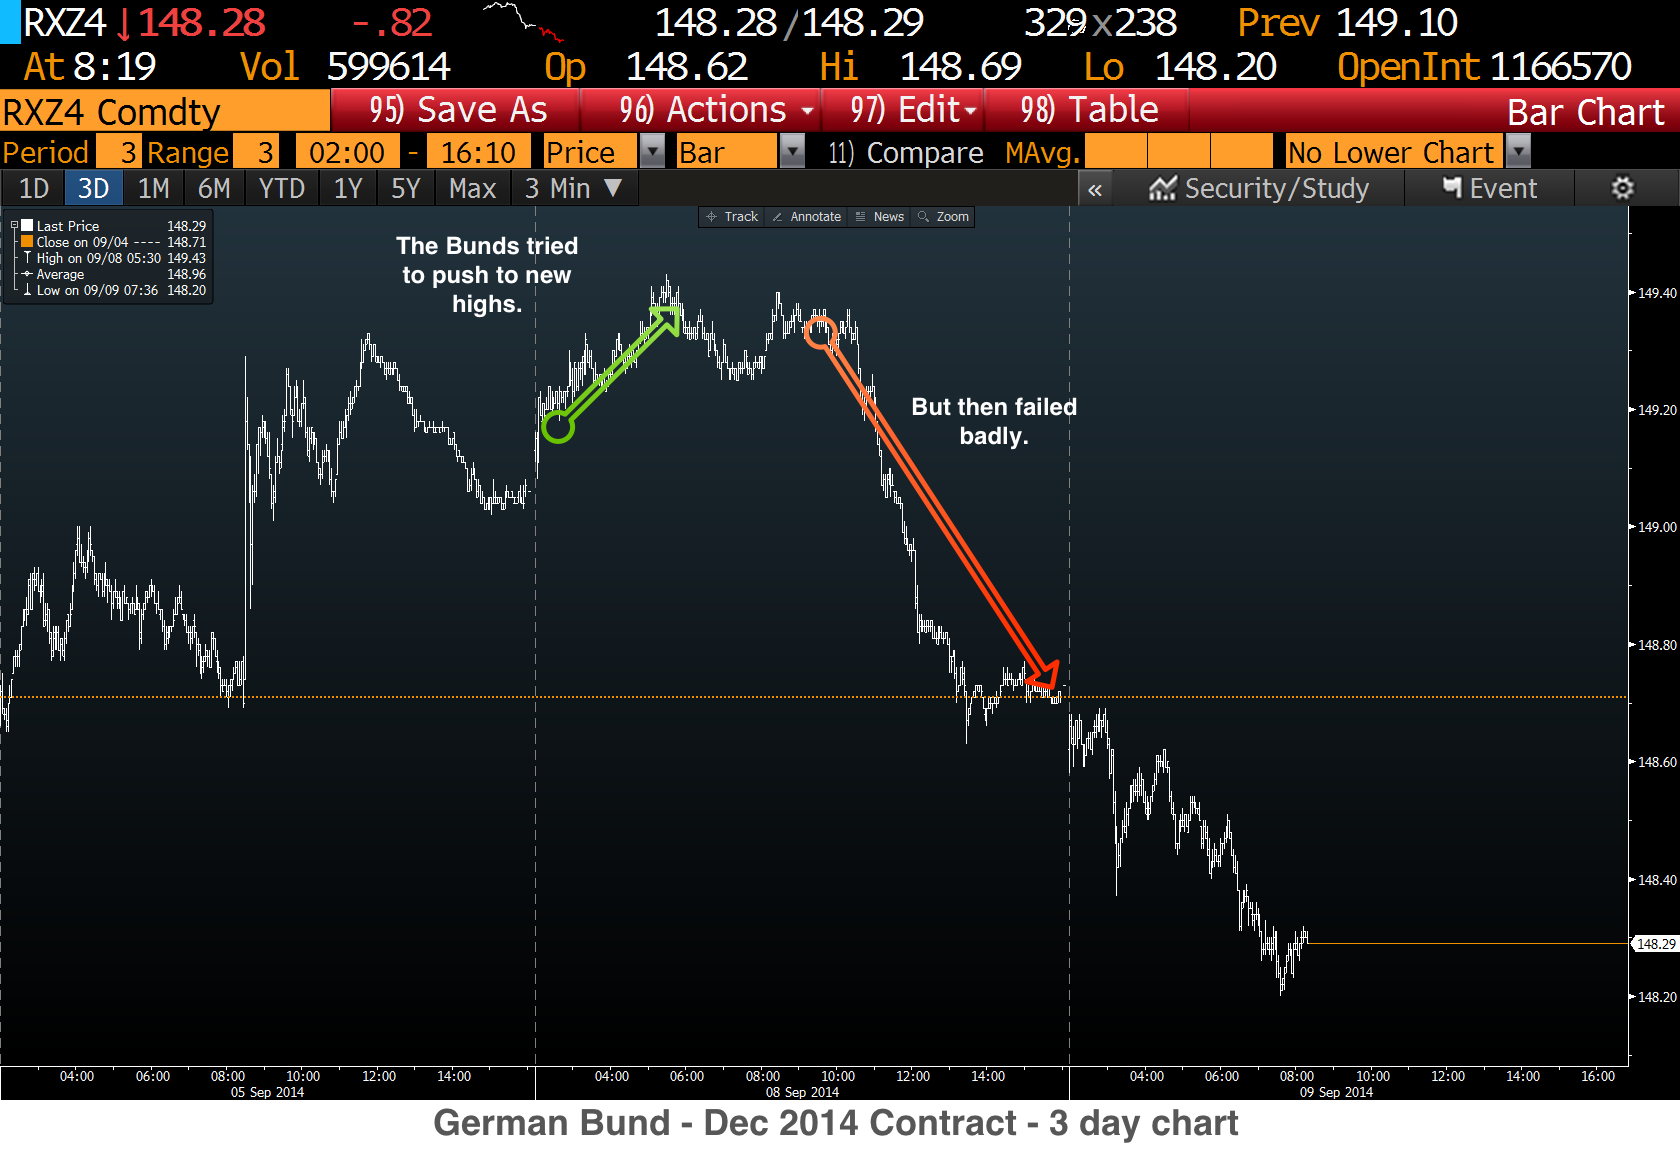 RXZ4 ↓148.28 -.82 148.28/148.29 329x238 Prev 149.10
At 8:19 Vol 599614 Op 148.62 Hi 148.69 Lo 148.20 OpenInt 1166570
RXZ4 Comdty 95) Save As 96) Actions 97) Edit 98) Table Bar Chart
Period 3 Range 3 02:00 - 16:10 Price Bar 11) Compare MAvg. No Lower Chart
1D 3D 1M 6M YTD 1Y 5Y Max 3 Min ▼ « Security/Study Event
Track Annotate News Zoom
Last Price 148.29
Close on 09/04 ---- 148.71
High on 09/08 05:30 149.43
Average 148.96
Low on 09/09 07:36 148.20
The Bunds tried
to push to new
highs.
But then failed
badly.
149.40
149.20
149.00
148.80
148.60
148.40
148.29
148.20
04:00 06:00 08:00 10:00 12:00 14:00 04:00 06:00 08:00 10:00 12:00 14:00 04:00 06:00 08:00 10:00 12:00 14:00 16:00
05 Sep 2014 08 Sep 2014 09 Sep 2014
German Bund - Dec 2014 Contract - 3 day chart